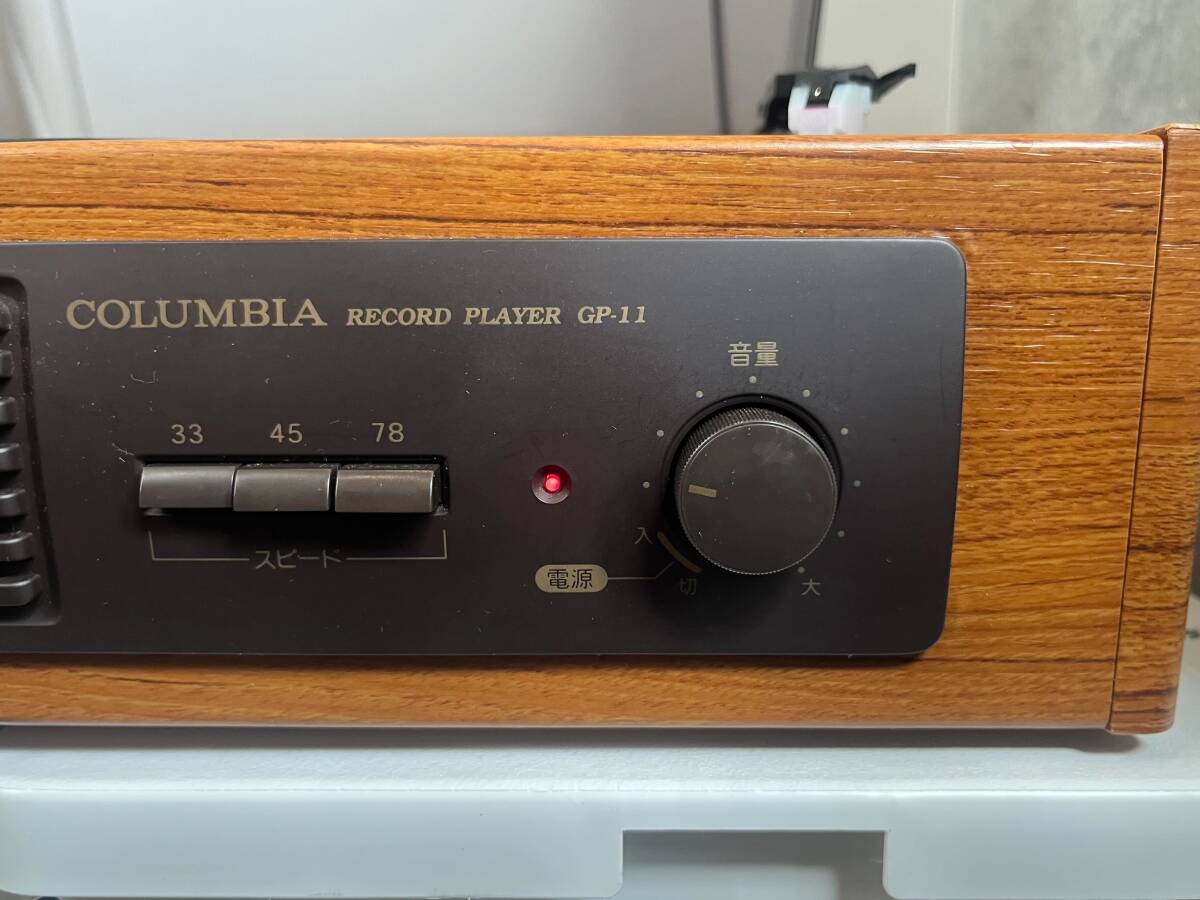 COLUMBIA RECORD PLAYER GP-11
音量
33 45 78
スピード
入
電源
切
大